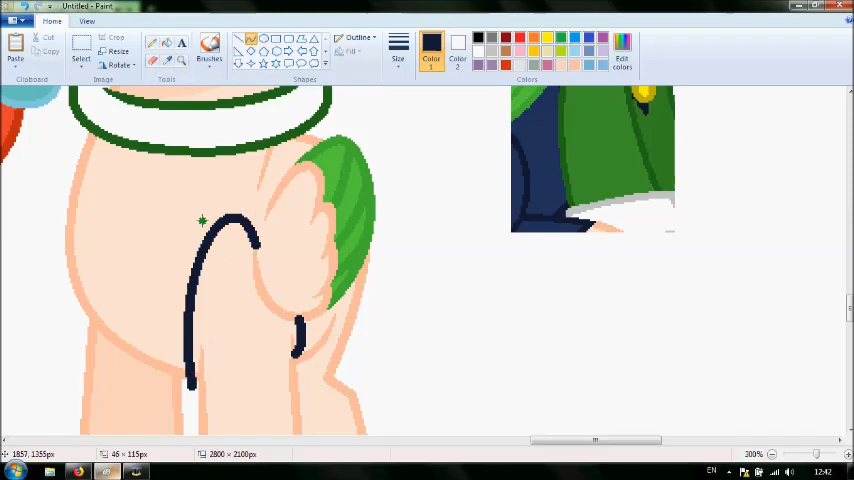 Untitled - Paint
Home View
Paste
Cut
Copy
Clipboard
Select
Crop
Resize
Rotate
Image
A
Tools
Brushes
Outline
Fill
Shapes
Size
Color 1
Color 2
Edit colors
Colors
1857, 1355px
46 × 115px
2800 × 2100px
300%
EN
12:42